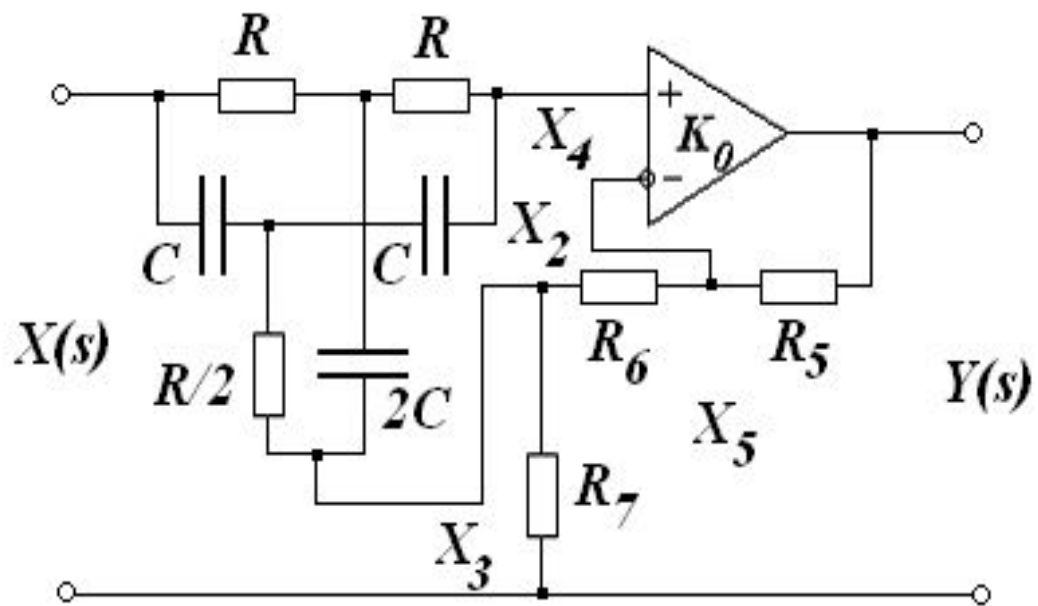 R R
+
K₀
−
X₄
X₂
C C
X(s)
R/2
2C
R₆ R₅
Y(s)
X₅
R₇
X₃